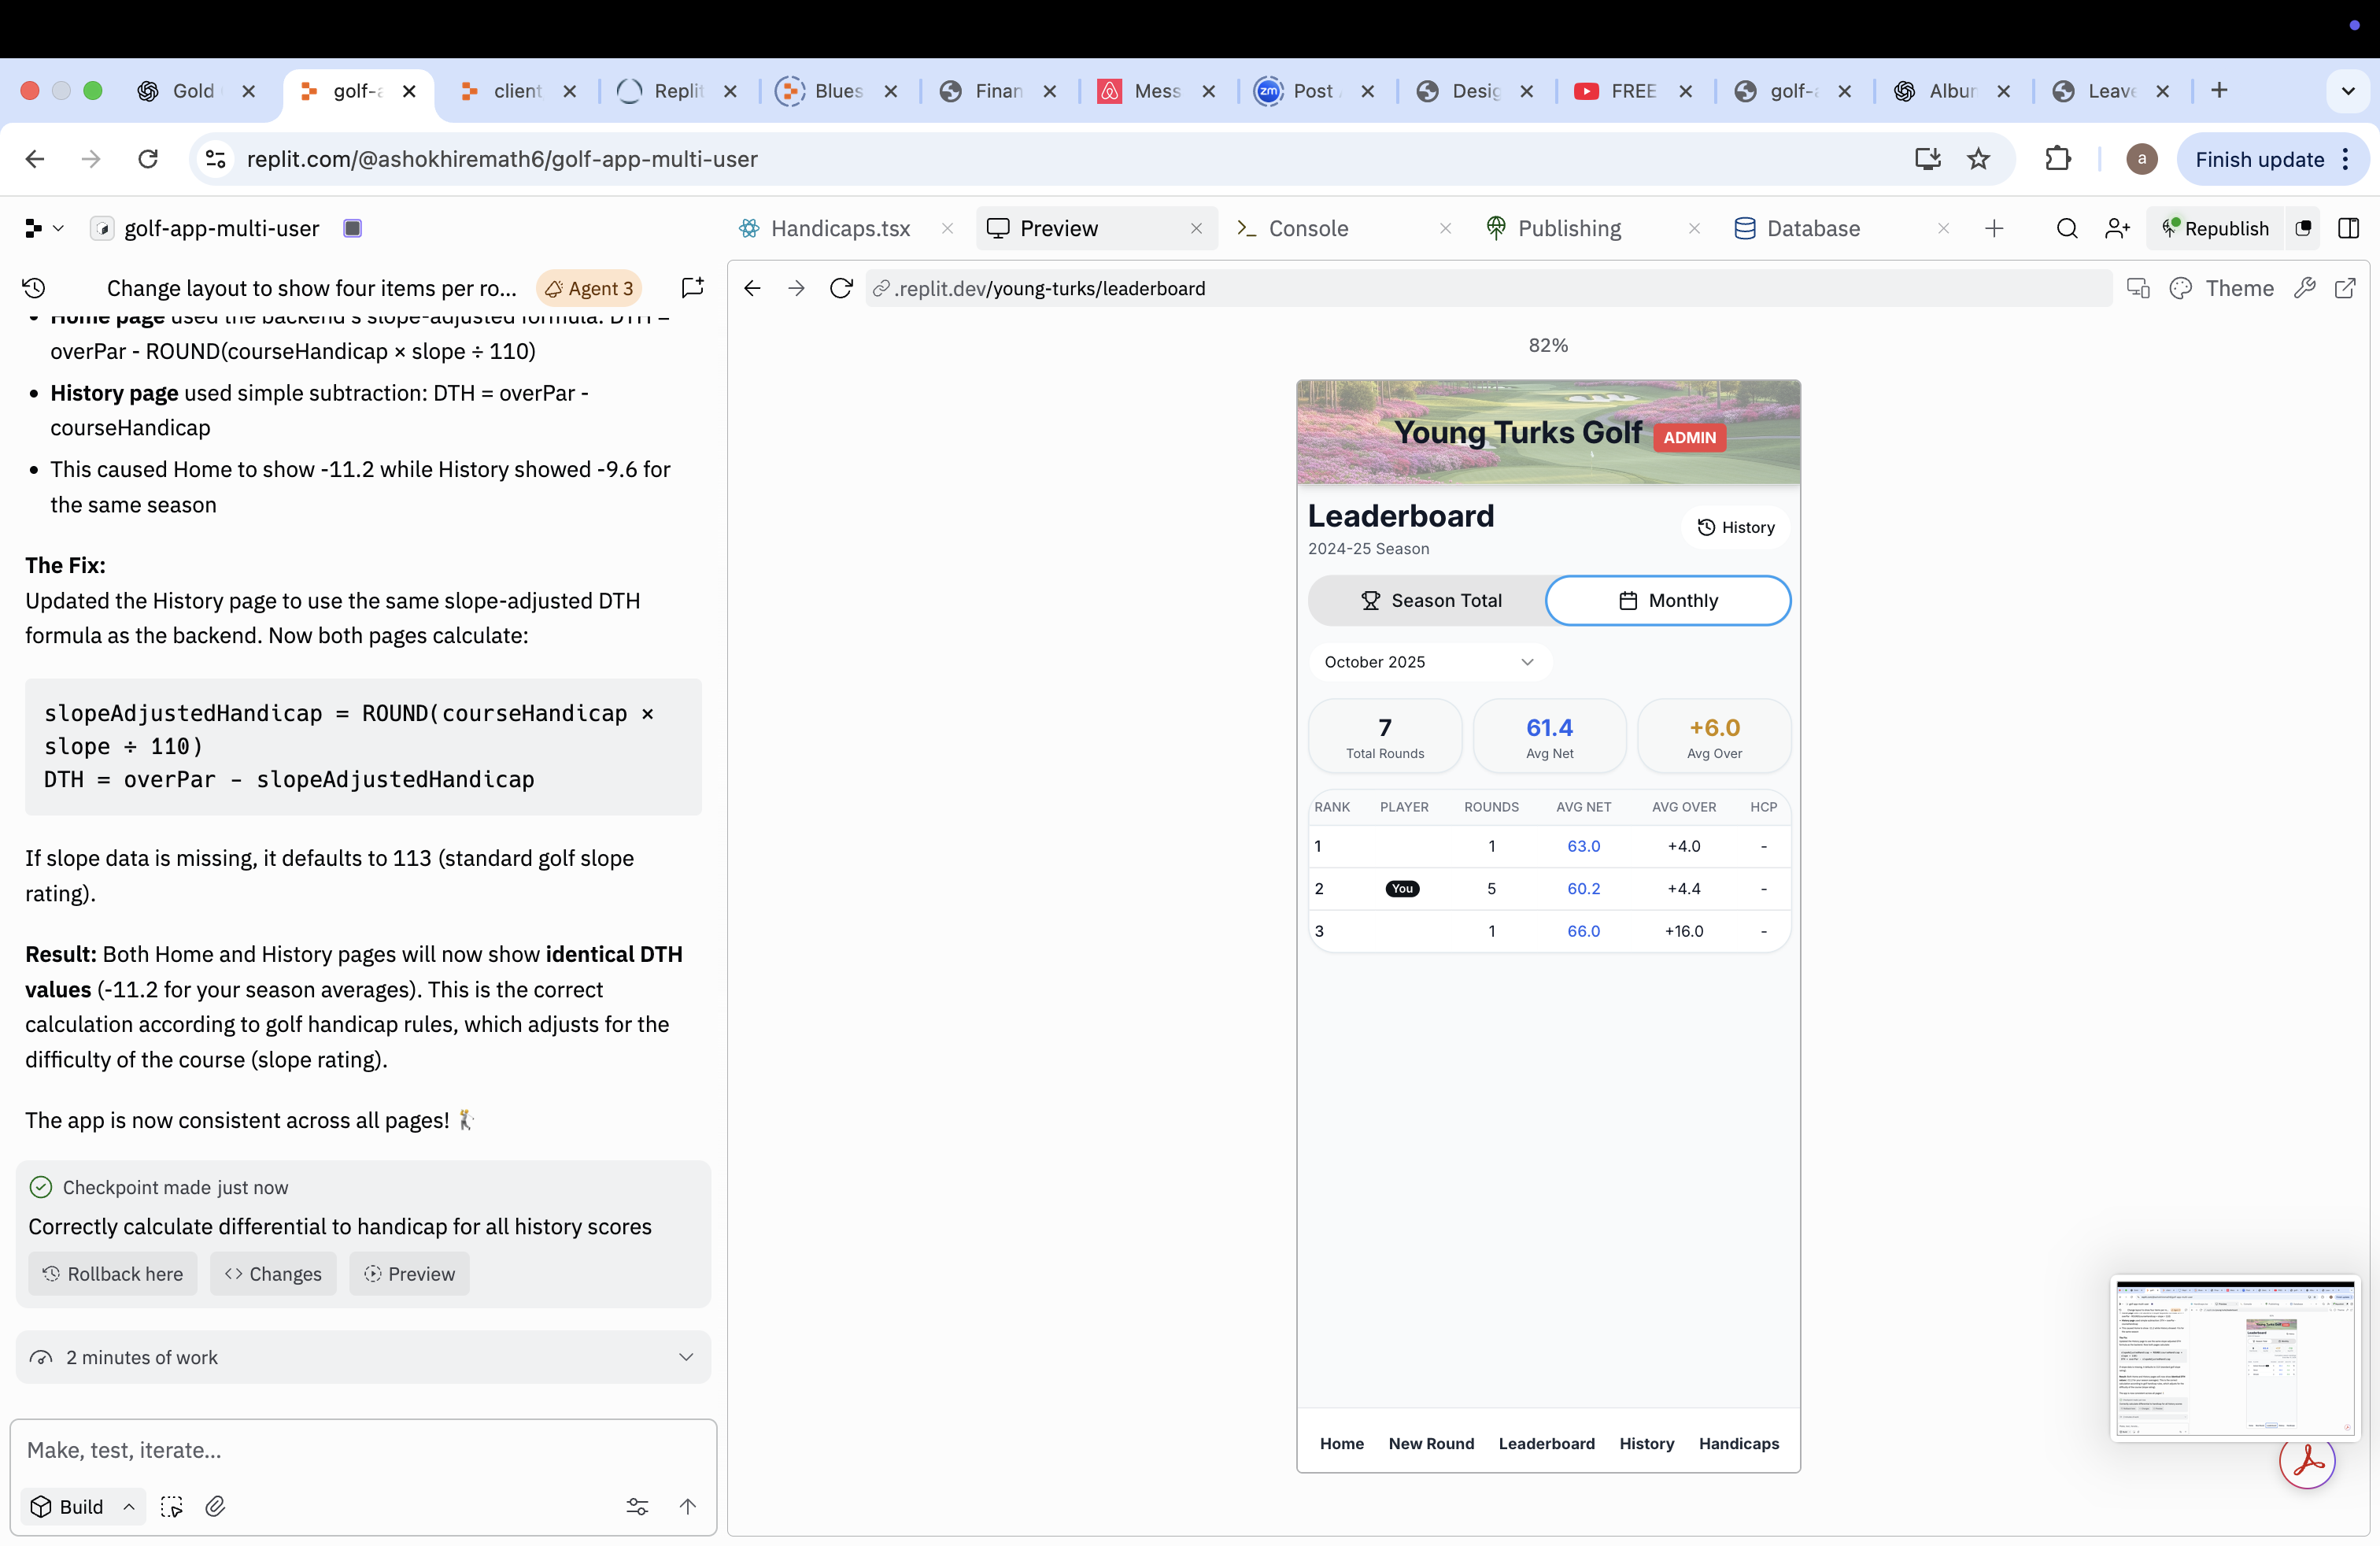 Gold
golf-a
client
Replit
Blues
Finan
Mess
Post
Desig
FREE
golf-a
Albur
Leave
replit.com/@ashokhiremath6/golf-app-multi-user
a
Finish update
golf-app-multi-user
Handicaps.tsx
Preview
Console
Publishing
Database
Republish
Change layout to show four items per ro...
Agent 3
.replit.dev/young-turks/leaderboard
Theme
• Home page used the backend's slope-adjusted formula: DTH =
overPar - ROUND(courseHandicap × slope ÷ 110)
• History page used simple subtraction: DTH = overPar -
courseHandicap
• This caused Home to show -11.2 while History showed -9.6 for
the same season
The Fix:
Updated the History page to use the same slope-adjusted DTH
formula as the backend. Now both pages calculate:
slopeAdjustedHandicap = ROUND(courseHandicap ×
slope ÷ 110)
DTH = overPar - slopeAdjustedHandicap
If slope data is missing, it defaults to 113 (standard golf slope
rating).
Result: Both Home and History pages will now show identical DTH
values (-11.2 for your season averages). This is the correct
calculation according to golf handicap rules, which adjusts for the
difficulty of the course (slope rating).
The app is now consistent across all pages!
Checkpoint made just now
Correctly calculate differential to handicap for all history scores
Rollback here
Changes
Preview
2 minutes of work
Make, test, iterate...
Build
82%
Young Turks Golf ADMIN
Leaderboard
2024-25 Season
History
Season Total
Monthly
October 2025
7
Total Rounds
61.4
Avg Net
+6.0
Avg Over
RANK PLAYER ROUNDS AVG NET AVG OVER HCP
1 1 63.0 +4.0 -
2 You 5 60.2 +4.4 -
3 1 66.0 +16.0 -
Home New Round Leaderboard History Handicaps